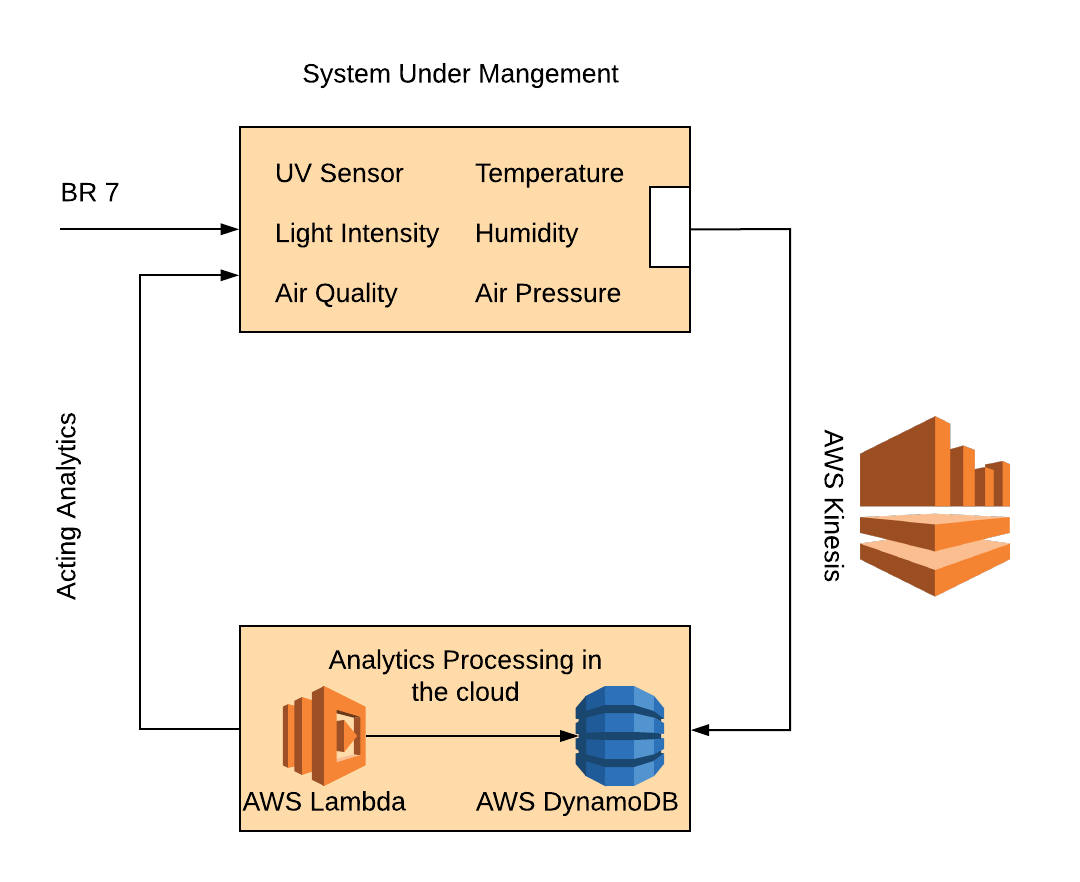 System Under Mangement
BR 7
UV Sensor
Temperature
Light Intensity
Humidity
Air Quality
Air Pressure
Acting Analytics
AWS Kinesis
Analytics Processing in
the cloud
AWS Lambda
AWS DynamoDB